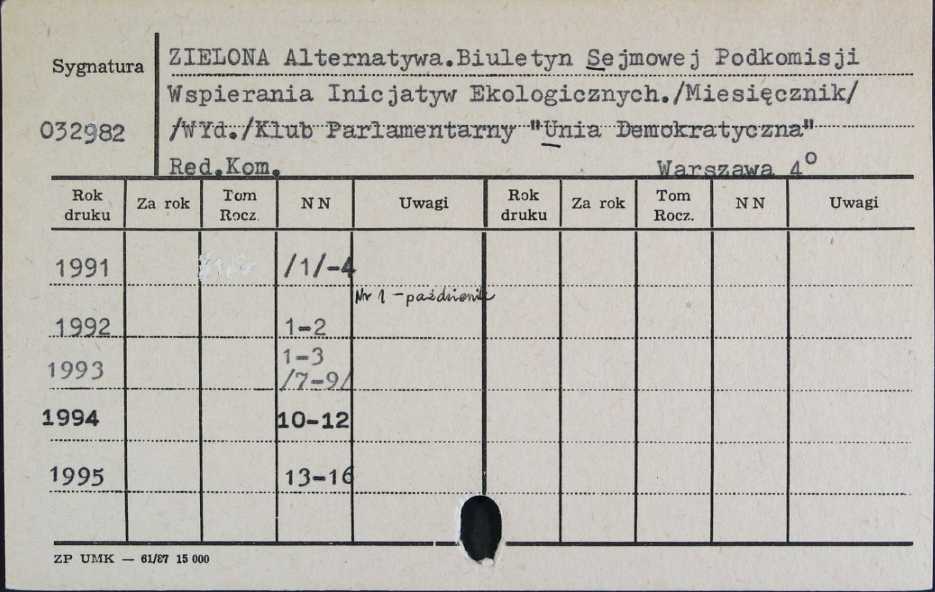 ZIELONA Alternatywa.Biuletyn Sejmowej Podkomisji
Sygnatura
Wspierania Inicjatyw Ekologicznych./Miesięcznik/
032982
/WYd./Klub Parlamentarny "Unia Demokratyczna"
Red.Kom. Warszawa 4°
Rok druku Za rok Tom Rocz. NN Uwagi Rok druku Za rok Tom Rocz. NN Uwagi
1991 /1/-4
Nr 1 - październik
1992 1-2
1993 1-3
/7-9/
1994 10-12
1995 13-16
ZP UMK — 61/87 15 000